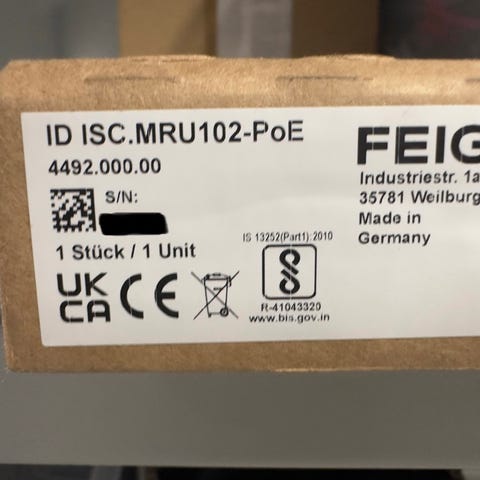 ID ISC.MRU102-PoE
4492.000.00
S/N:
1 Stück / 1 Unit
UK
CA CE
IS 13252(Part1):2010
R-41043320
www.bis.gov.in
FEIG
Industriestr. 1a
35781 Weilburg
Made in
Germany